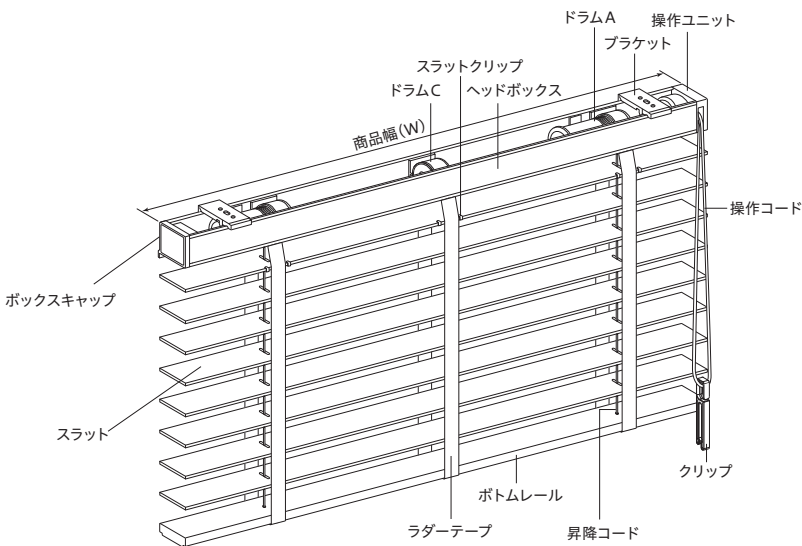 ドラムA
操作ユニット
ブラケット
スラットクリップ
ドラムC
ヘッドボックス
商品幅(W)
操作コード
ボックスキャップ
スラット
クリップ
ボトムレール
ラダーテープ
昇降コード